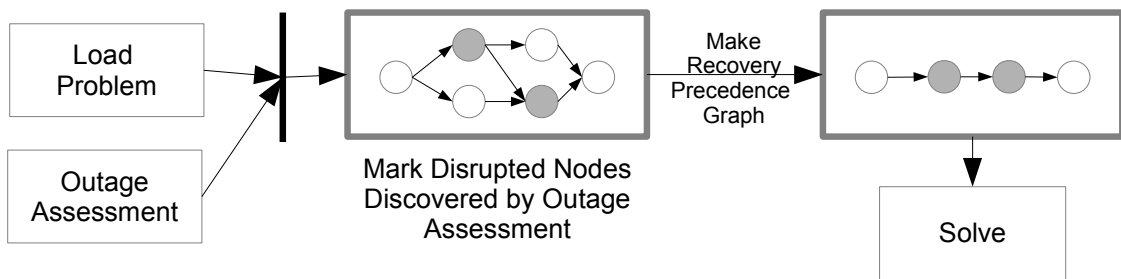 Load
Problem
Outage
Assessment
Mark Disrupted Nodes
Discovered by Outage
Assessment
Make
Recovery
Precedence
Graph
Solve